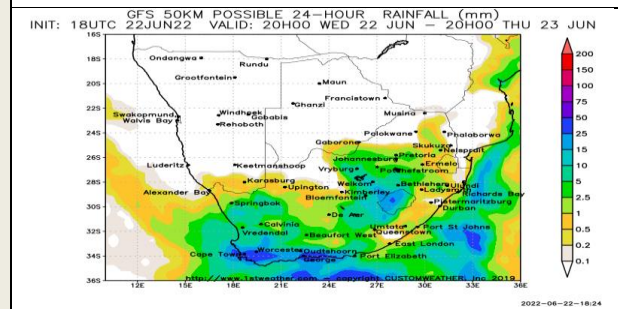 GFS 50KM POSSIBLE 24-HOUR RAINFALL (mm)
INIT: 18UTC 22JUN22 VALID: 20H00 WED 22 JUN - 20H00 THU 23 JUN
16S
18S
20S
22S
24S
26S
28S
30S
32S
34S
36S
Ondangwa
Rundu
Grootfontein
Maun
Ghanzi
Francistown
Swakopmund
Walvis Bay
Windhoek
Gobabis
Rehoboth
Musina
Polokwane
Phalaborwa
Gaborone
Skukuza
Nelspruit
Johannesburg
Pretoria
Luderitz
Keetmanshoop
Vryburg
Potchefstroom
Ermelo
Karasburg
Upington
Welkom
Kimberley
Bethlehem
Ulundi
Ladysmith
Richards Bay
Alexander Bay
Springbok
Bloemfontein
Pietermaritzburg
Durban
De Aar
Calvinia
Vredendal
Beaufort West
Umtata
Port St Johns
Queenstown
East London
Cape Town
Worcester
Oudtshoorn
George
Port Elizabeth
http://www.1stweather.com - copyright CUSTOMWEATHER, Inc 2019
12E 15E 18E 21E 24E 27E 30E 33E 36E
200
150
100
75
50
25
15
10
5
2.5
1
0.5
0.2
0.1
2022-06-22-18:24